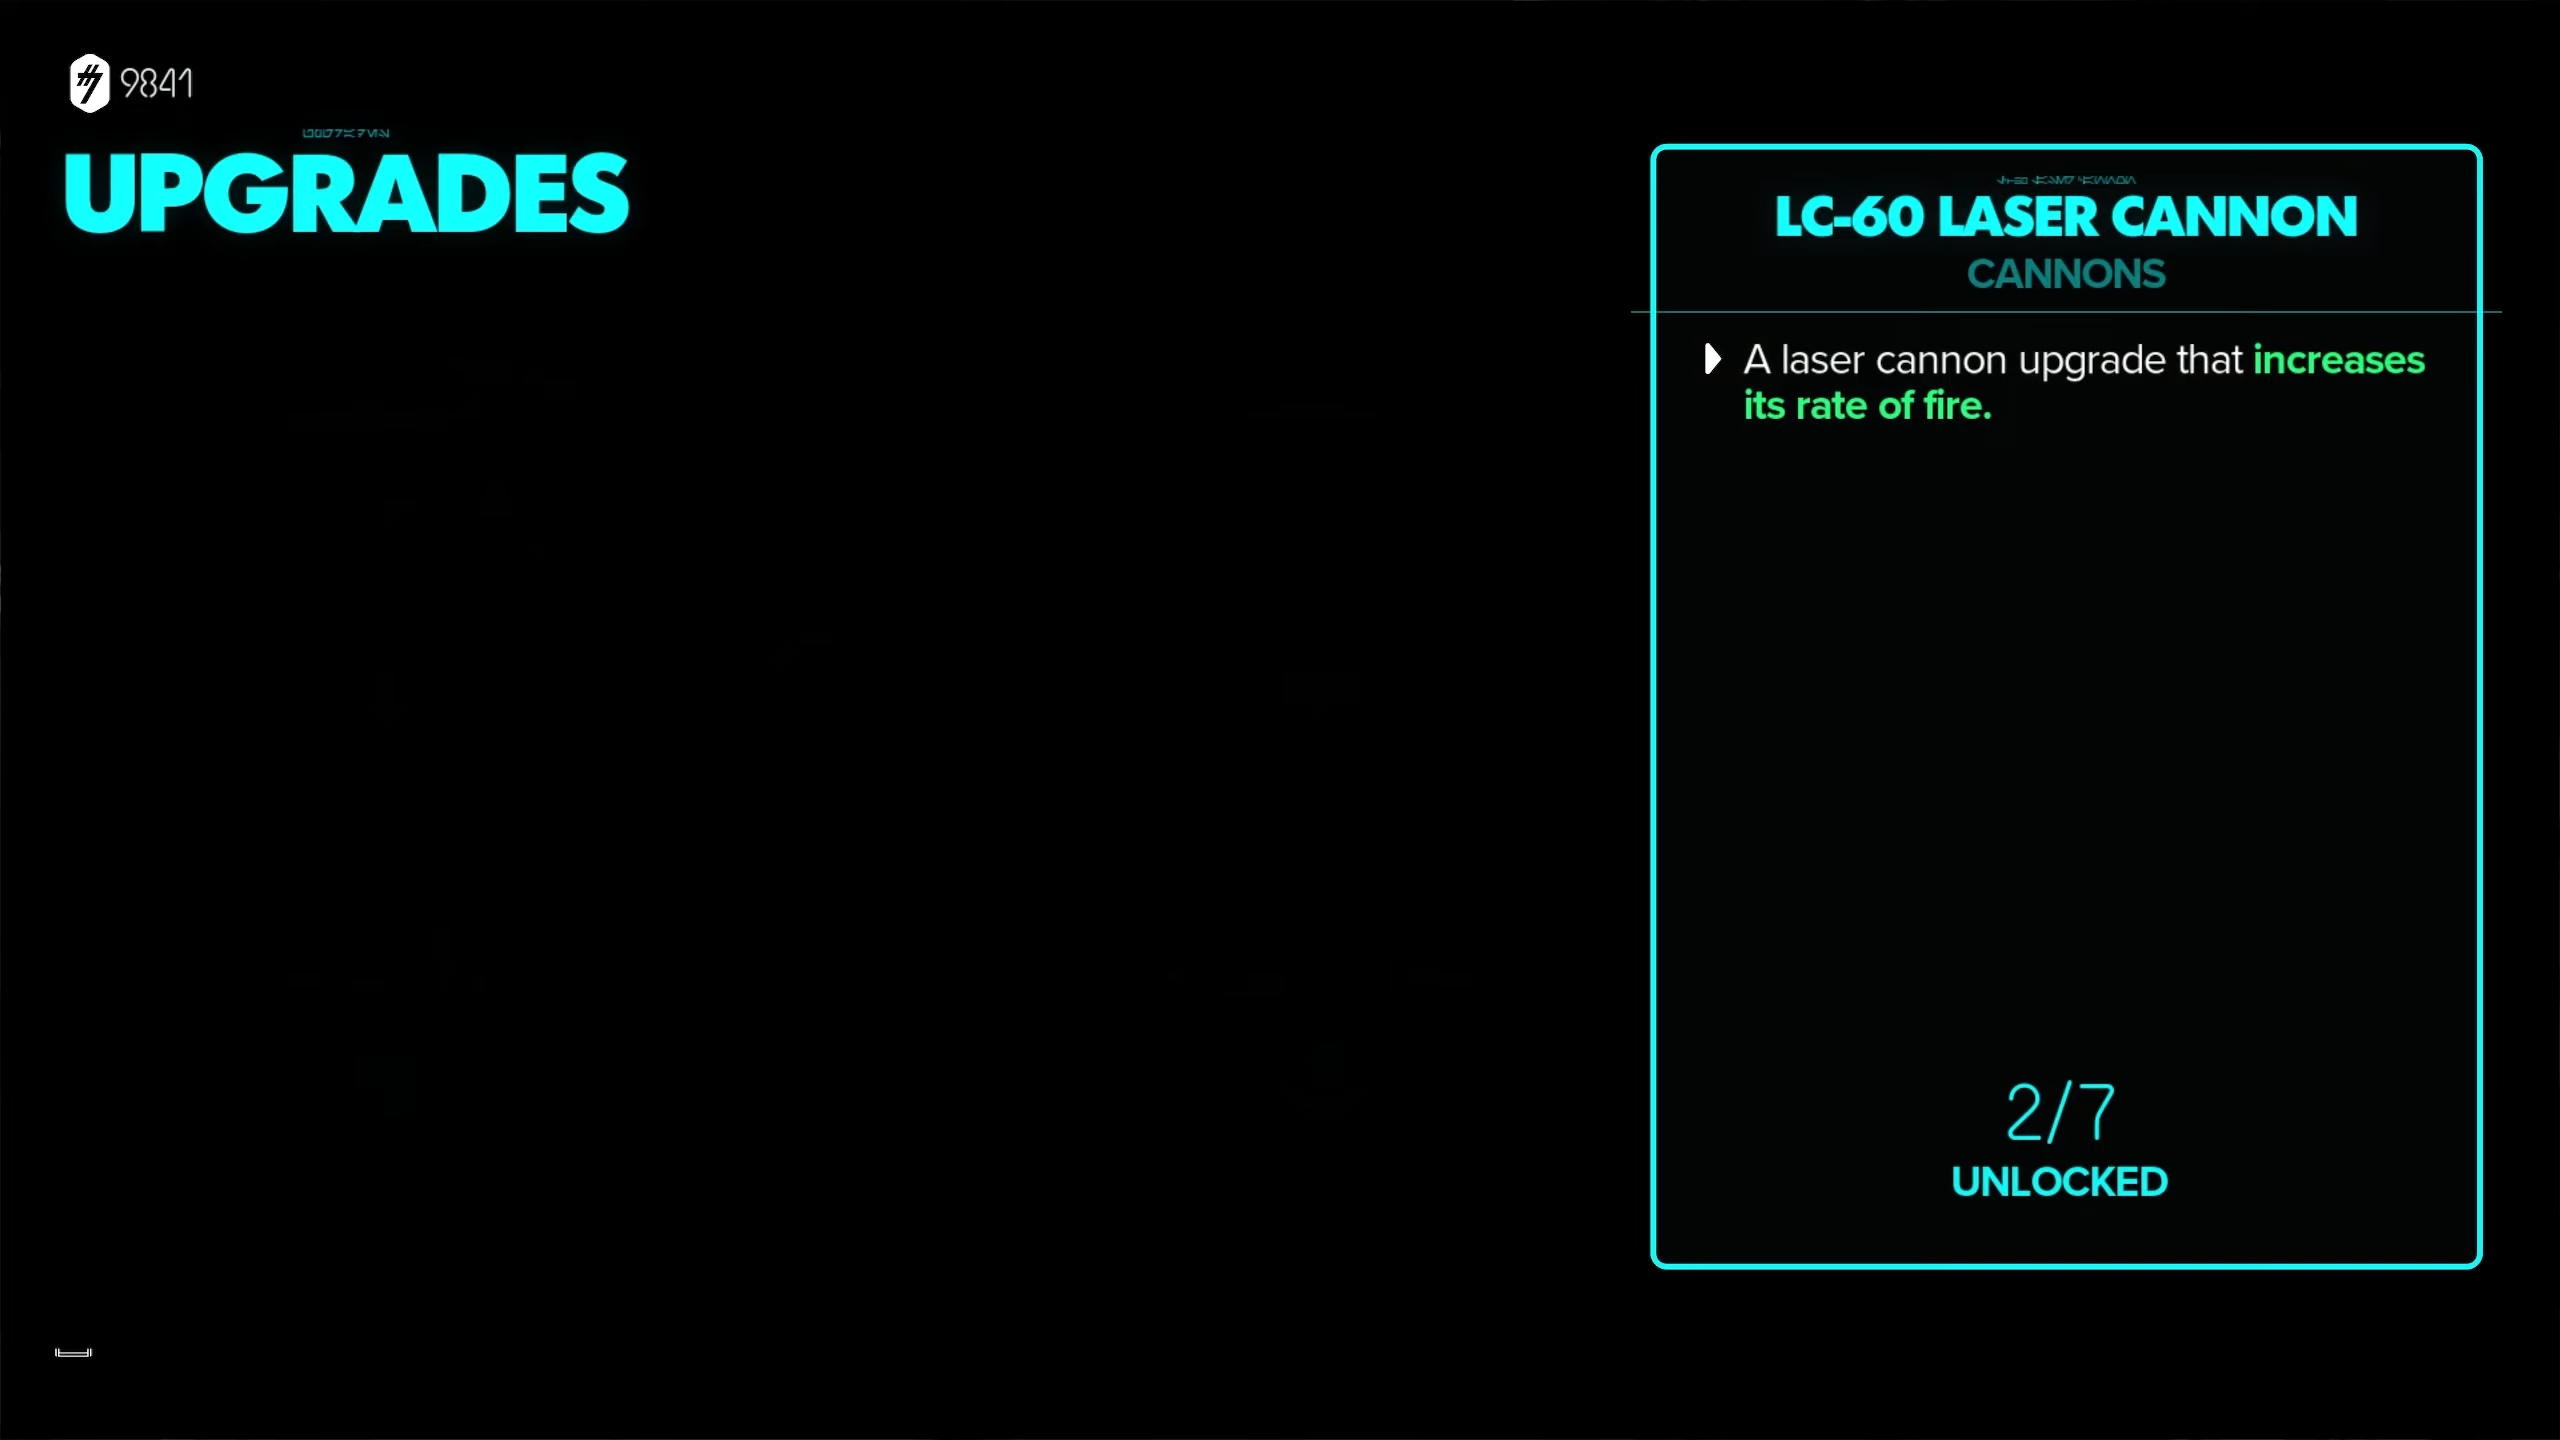 9841
UPGRADES
LC-60 LASER CANNON
CANNONS
A laser cannon upgrade that increases
its rate of fire.
2/7
UNLOCKED